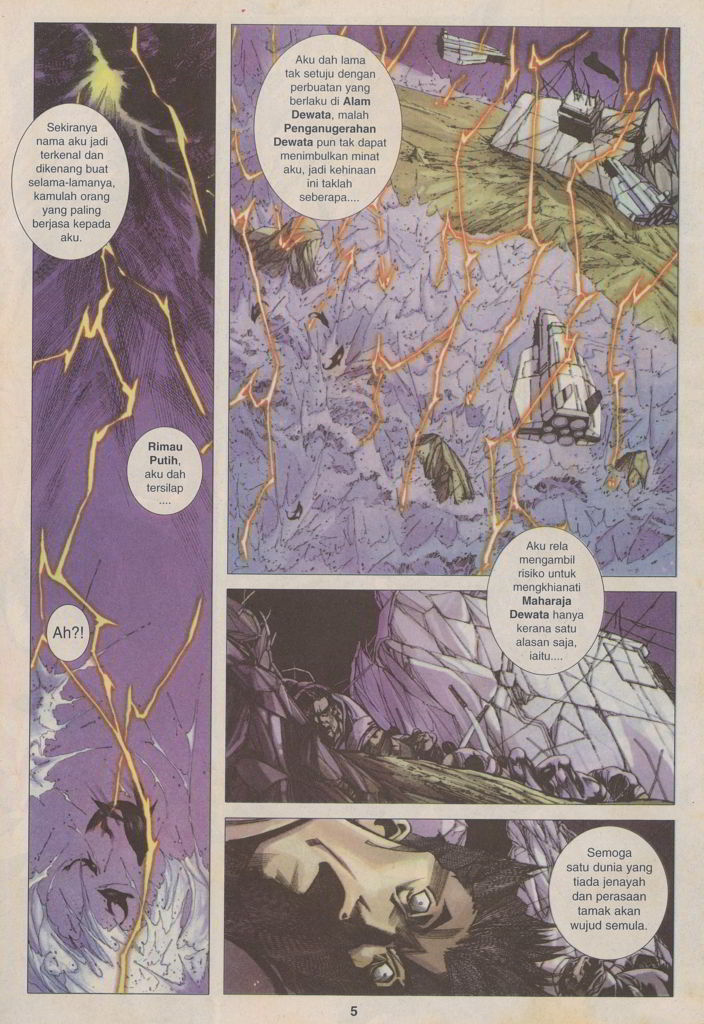 Sekiranya
nama aku jadi
terkenal dan
dikenang buat
selama-lamanya,
kamulah orang
yang paling
berjasa kepada
aku.
Rimau
Putih,
aku dah
tersilap
....
Ah?!
Aku dah lama
tak setuju dengan
perbuatan yang
berlaku di Alam
Dewata, malah
Penganugerahan
Dewata pun tak dapat
menimbulkan minat
aku, jadi kehinaan
ini taklah
seberapa....
Aku rela
mengambil
risiko untuk
mengkhianati
Maharaja
Dewata hanya
kerana satu
alasan saja,
iaitu....
Semoga
satu dunia yang
tiada jenayah
dan perasaan
tamak akan
wujud semula.
5